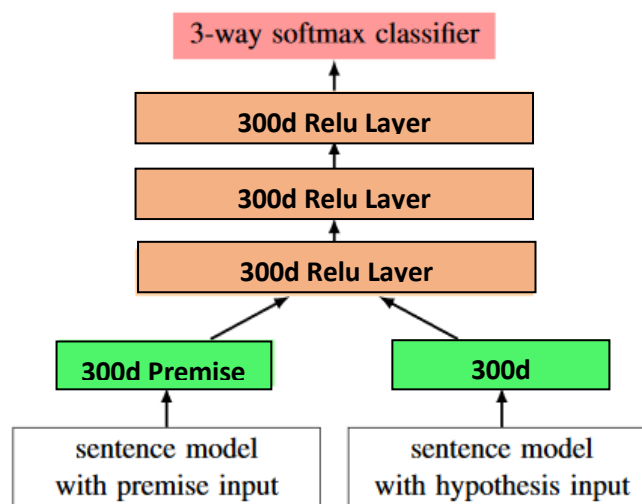 3-way softmax classifier
300d Relu Layer
300d Relu Layer
300d Relu Layer
300d Premise
300d
sentence model
with premise input
sentence model
with hypothesis input